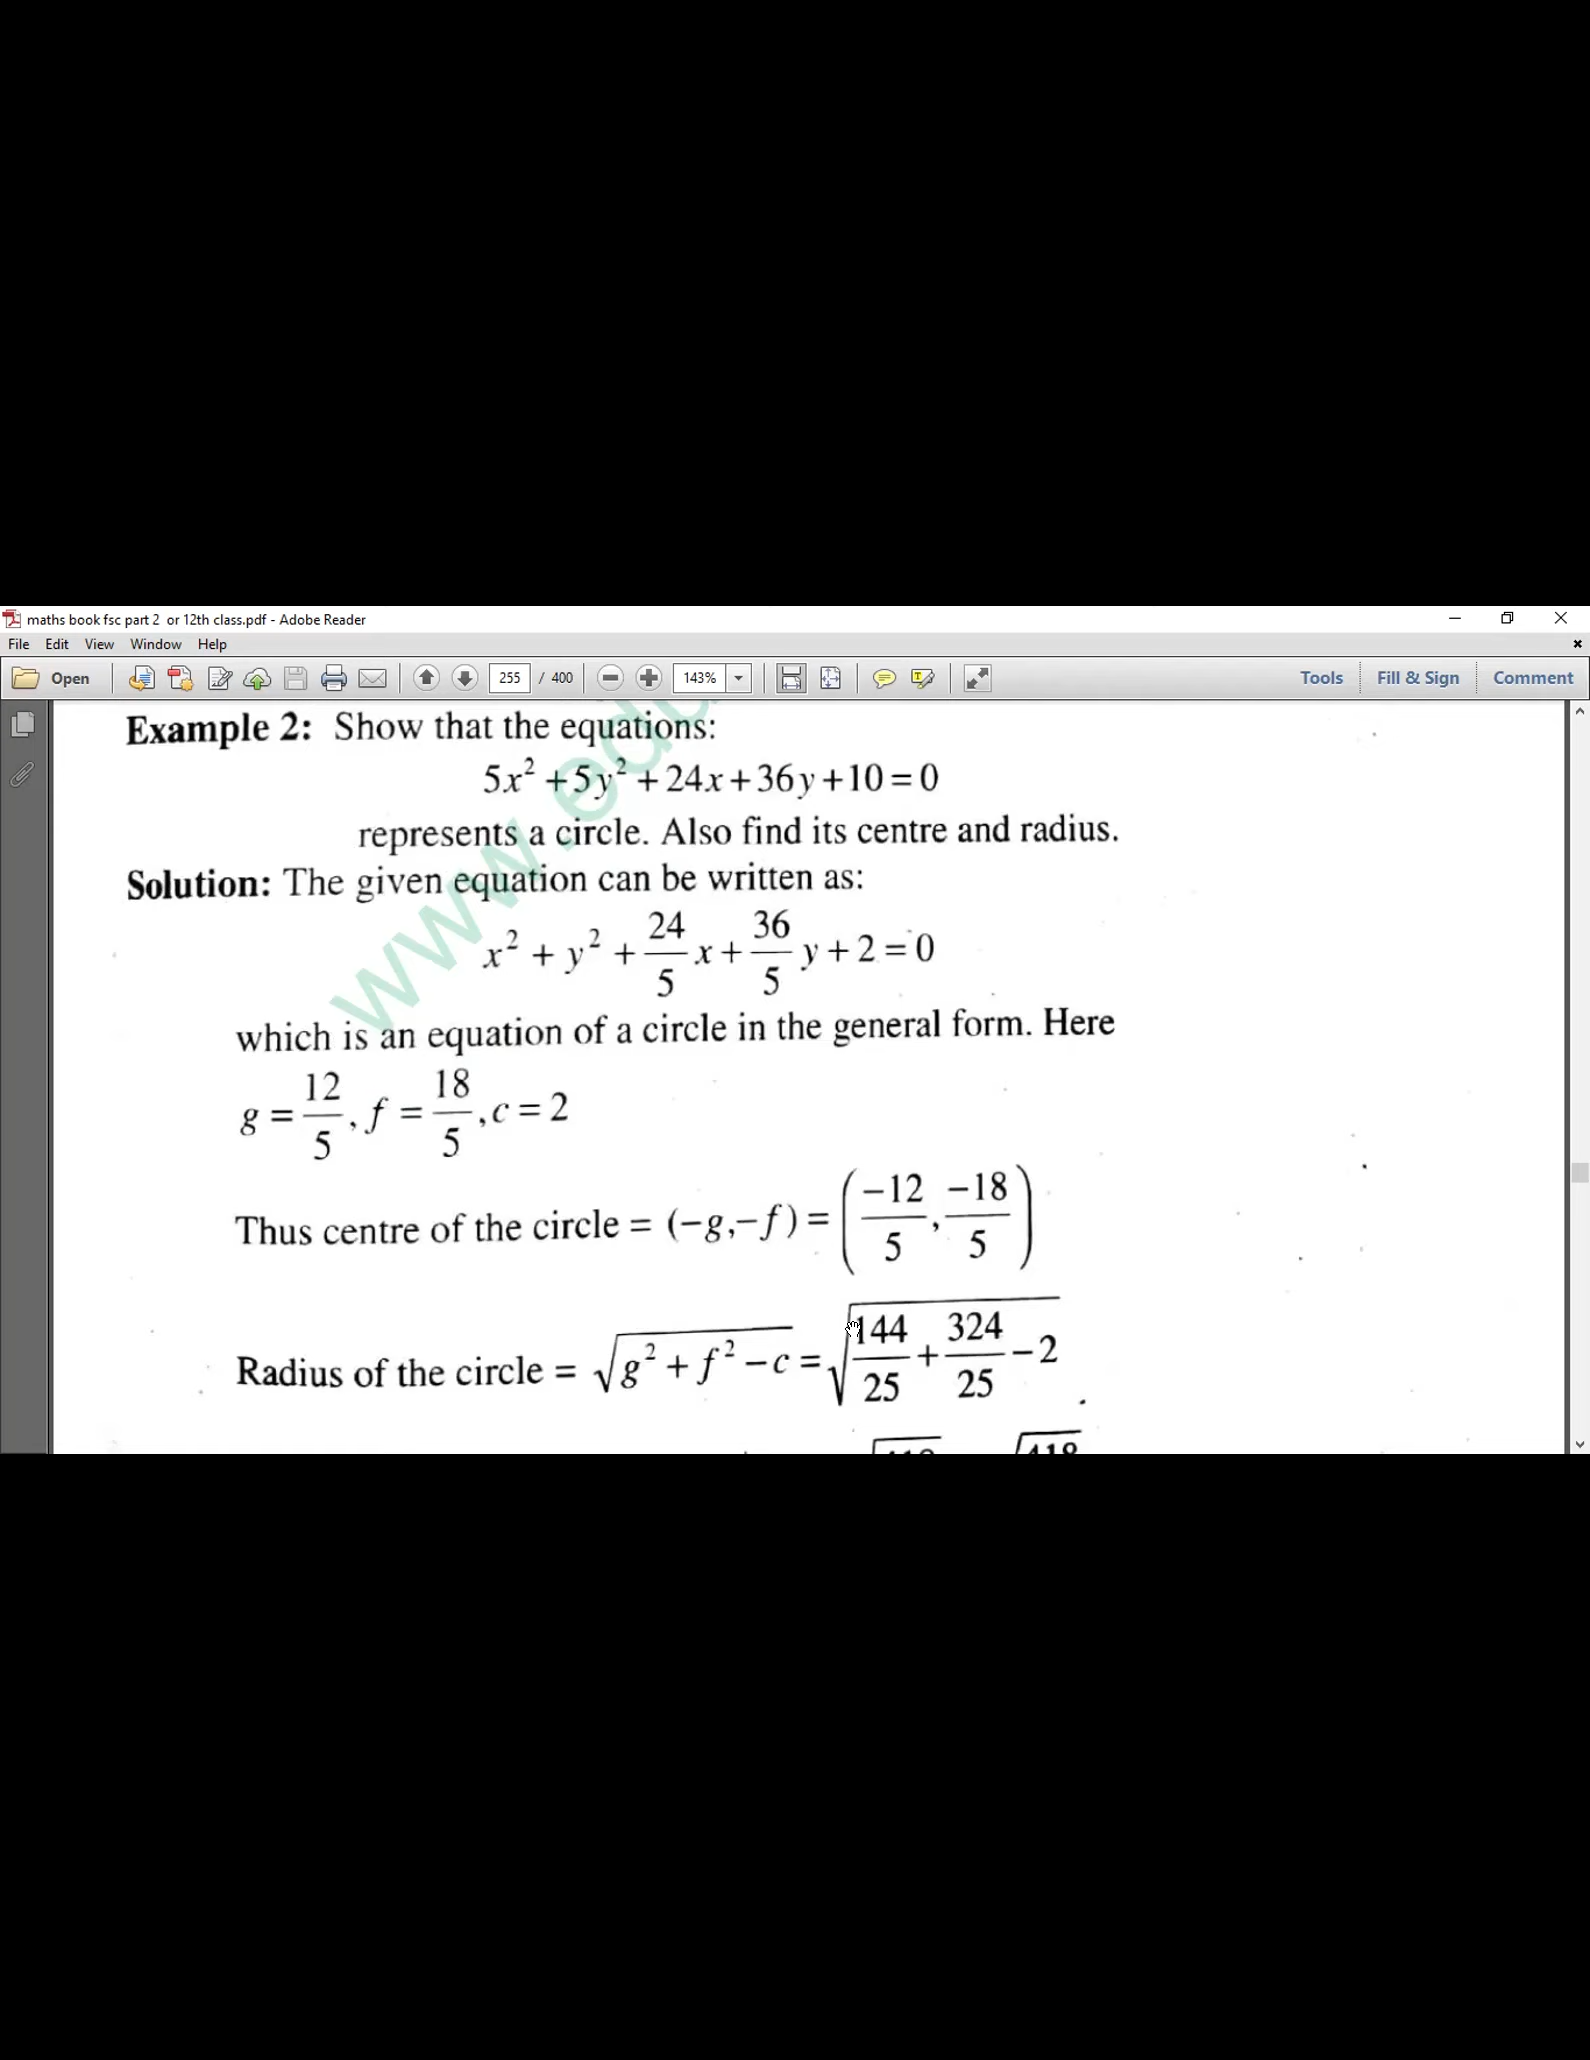 maths book fsc part 2 or 12th class.pdf - Adobe Reader
File Edit View Window Help
Open 255 / 400 143% Tools Fill & Sign Comment
Example 2: Show that the equations:
5x² + 5y² + 24x + 36y + 10 = 0
represents a circle. Also find its centre and radius.
Solution: The given equation can be written as:
x² + y² + 24/5 x + 36/5 y + 2 = 0
which is an equation of a circle in the general form. Here
g = 12/5, f = 18/5, c = 2
Thus centre of the circle = (−g,−f) = (−12/5, −18/5)
Radius of the circle = √(g² + f² − c) = √(144/25 + 324/25 − 2)
www.edu